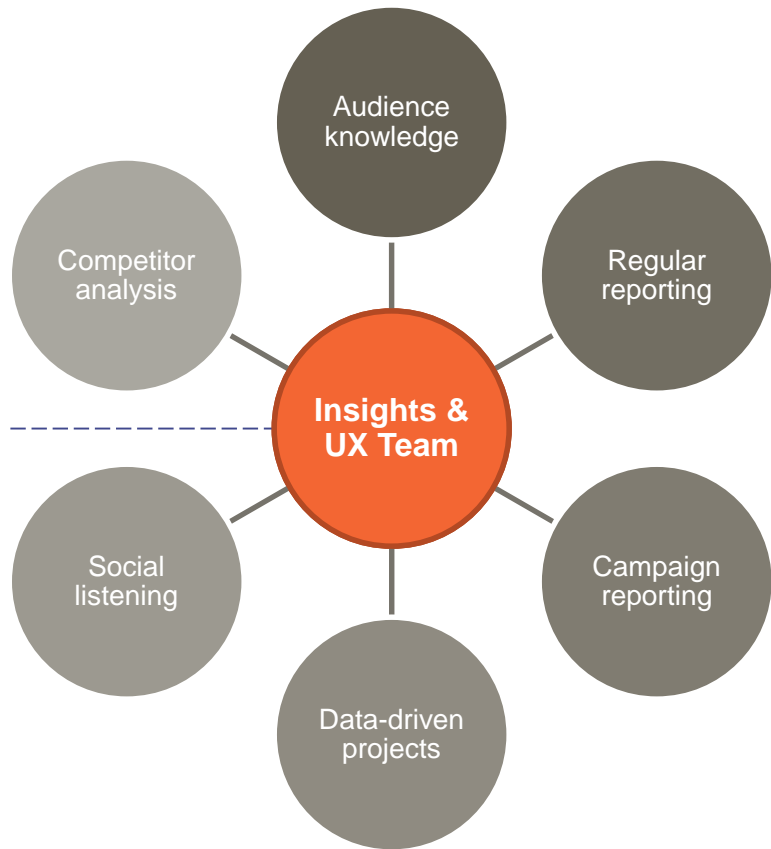 Audience
knowledge
Competitor
analysis
Regular
reporting
Insights &
UX Team
Social
listening
Campaign
reporting
Data-driven
projects